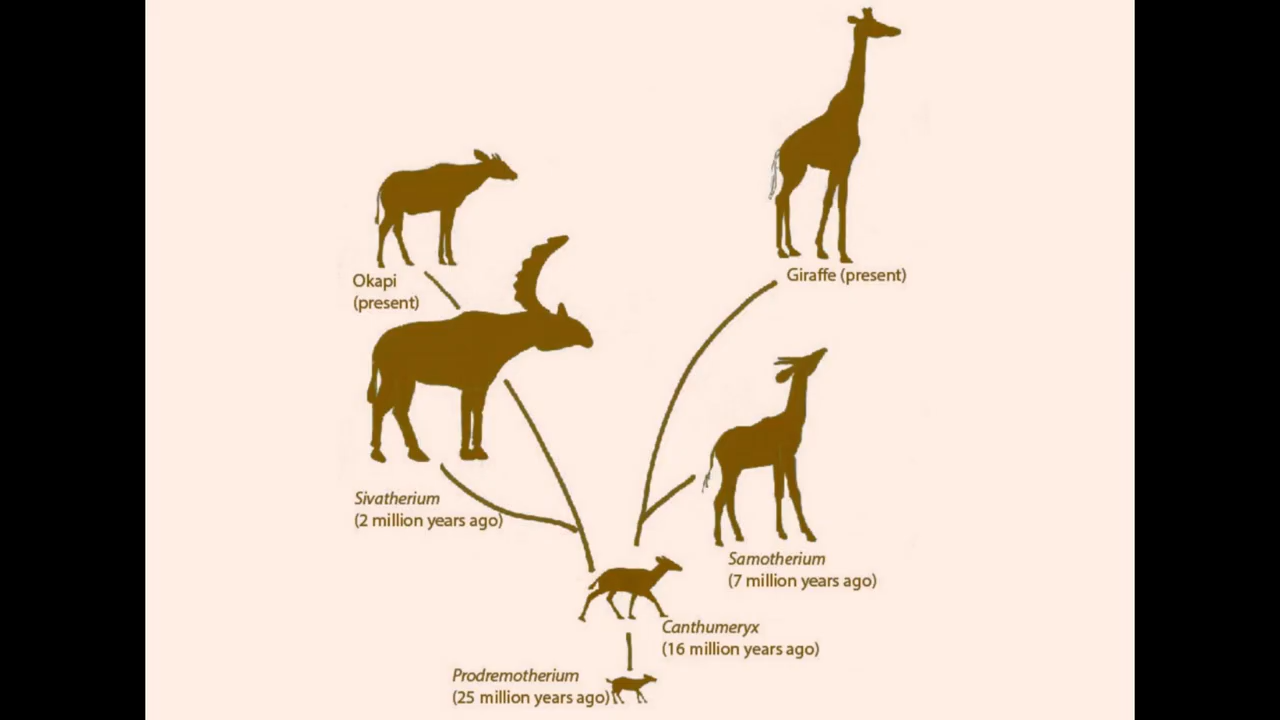 Okapi
(present)
Giraffe (present)
Sivatherium
(2 million years ago)
Samotherium
(7 million years ago)
Canthumeryx
(16 million years ago)
Prodremotherium
(25 million years ago)